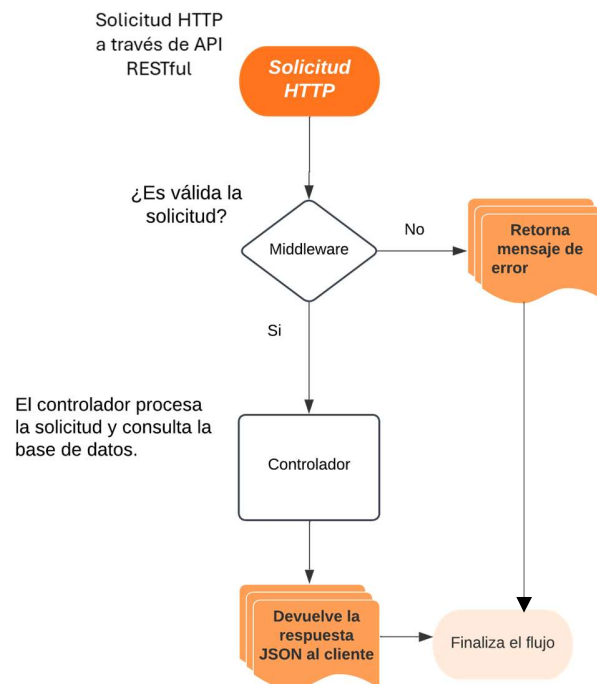 Solicitud HTTP
a través de API
RESTful
Solicitud
HTTP
¿Es válida la
solicitud?
Middleware
No
Retorna
mensaje de
error
Si
El controlador procesa
la solicitud y consulta la
base de datos.
Controlador
Devuelve la
respuesta
JSON al cliente
Finaliza el flujo